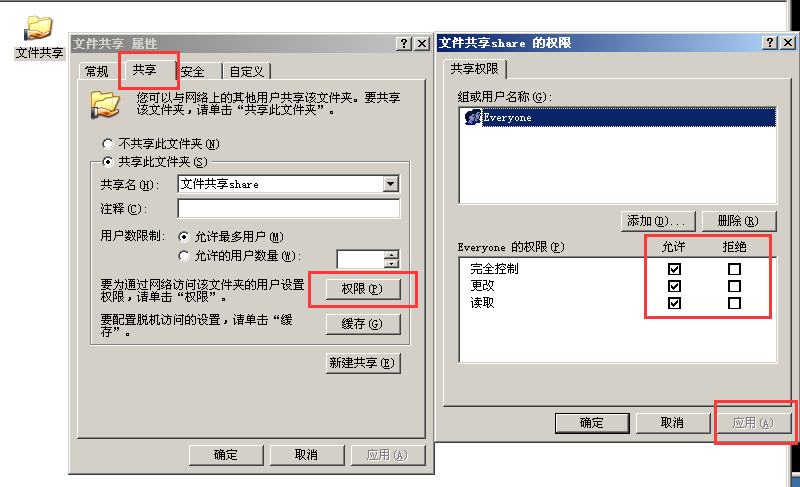 文件共享
文件共享 属性
常规
共享
安全
自定义
您可以与网络上的其他用户共享该文件夹。要共享
该文件夹，请单击“共享此文件夹”。
不共享此文件夹(N)
共享此文件夹(S)
共享名(H):
文件共享share
注释(C):
用户数限制:
允许最多用户(M)
允许的用户数量(W):
要为通过网络访问该文件夹的用户设置
权限，请单击“权限”。
权限(P)
要配置脱机访问的设置，请单击“缓
存”。
缓存(G)
新建共享(E)
确定
取消
应用(A)
文件共享share 的权限
共享权限
组或用户名称(G):
Everyone
添加(D)...
删除(R)
Everyone 的权限(P)
允许
拒绝
完全控制
更改
读取
确定
取消
应用(A)